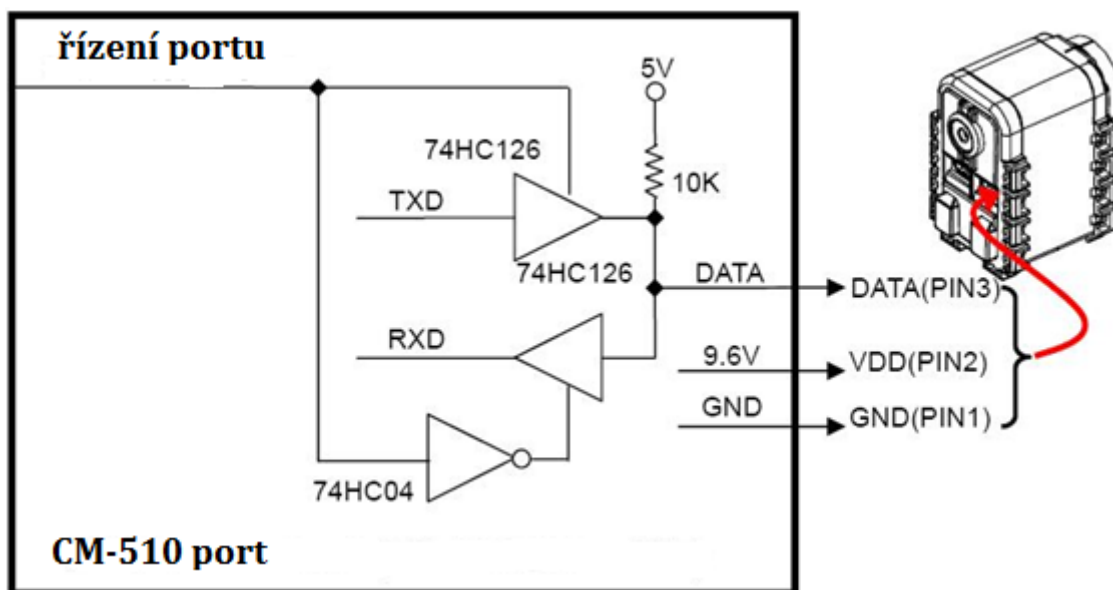 řízení portu
5V
74HC126
10K
TXD
74HC126
DATA
DATA(PIN3)
RXD
9.6V
VDD(PIN2)
GND
GND(PIN1)
74HC04
CM-510 port